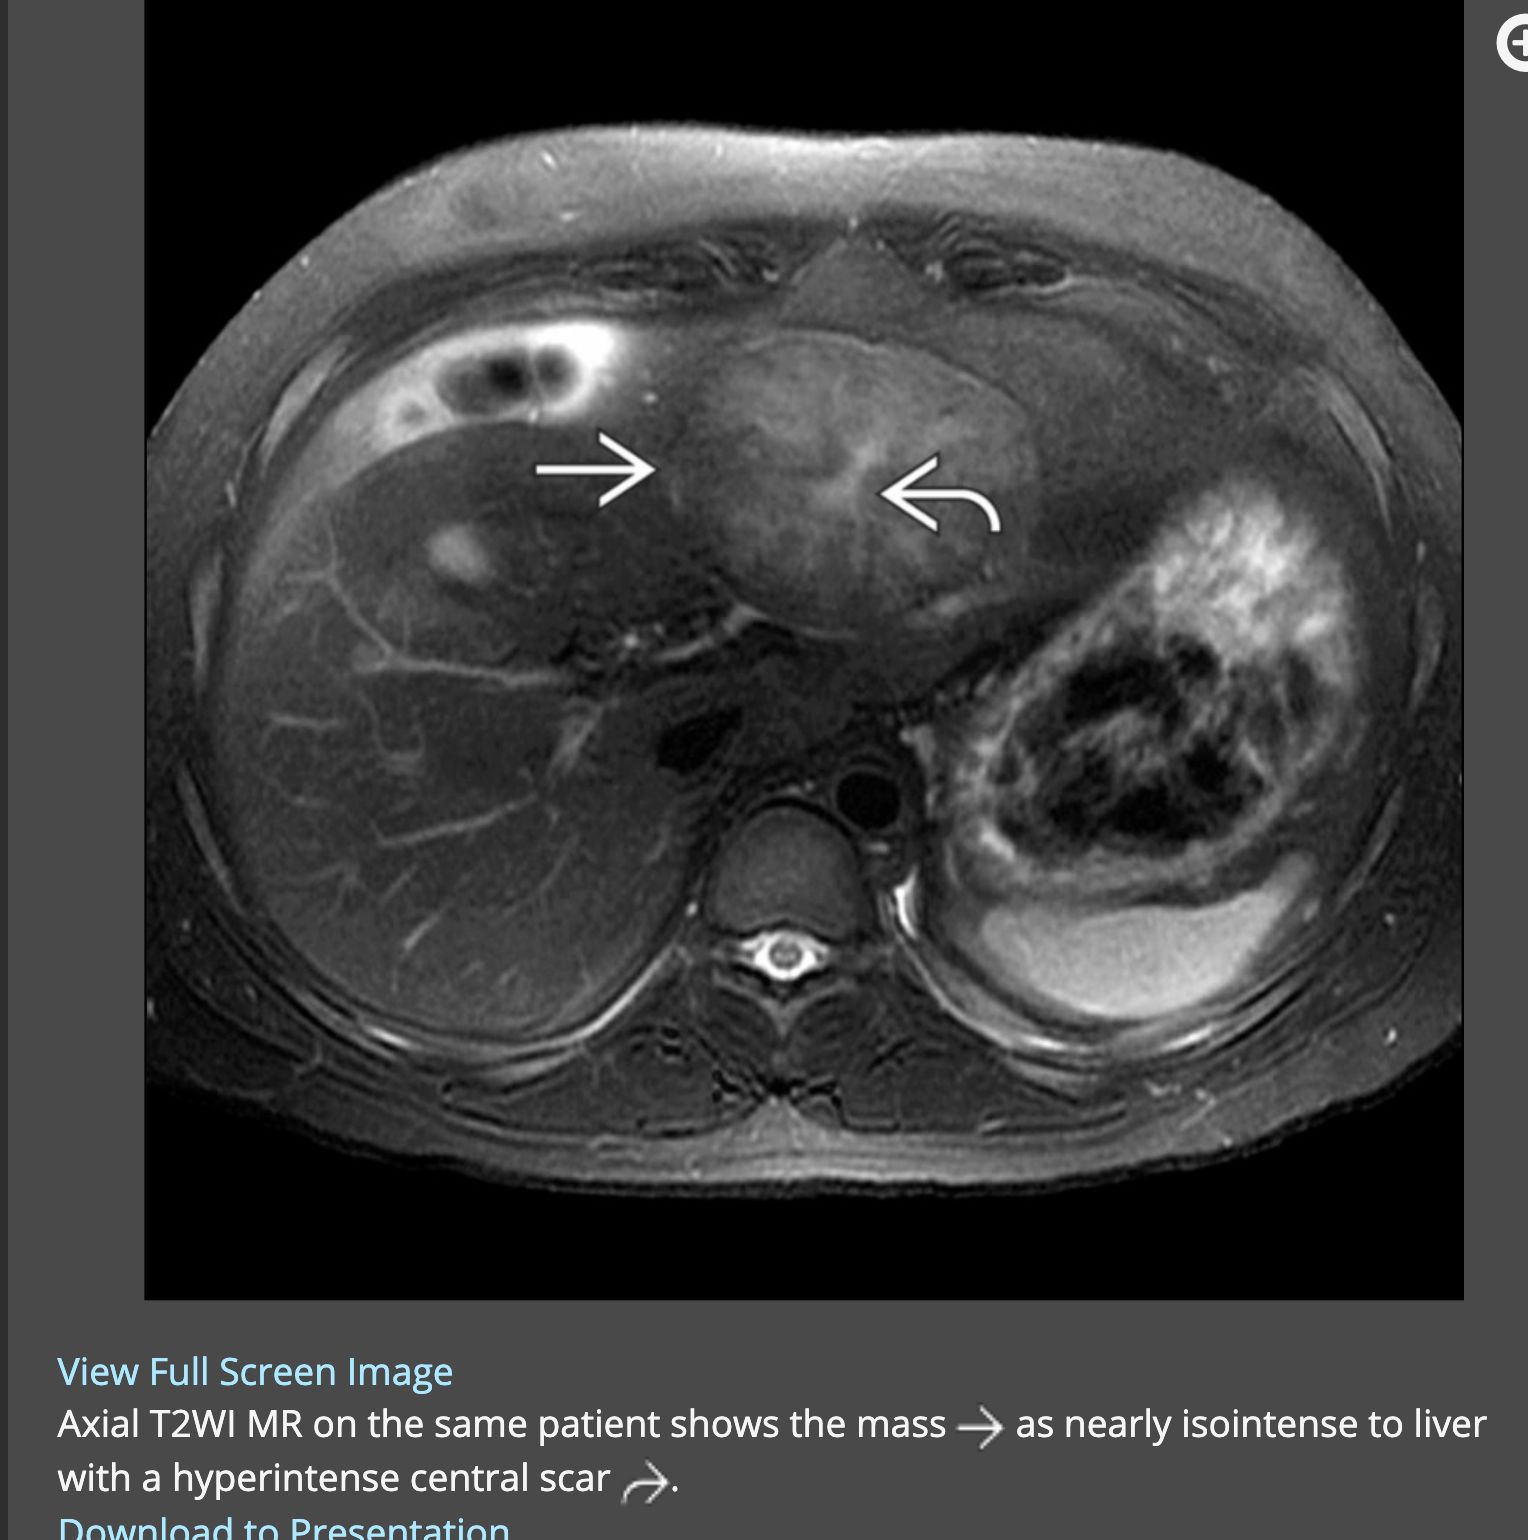 View Full Screen Image
Axial T2WI MR on the same patient shows the mass → as nearly isointense to liver
with a hyperintense central scar ↷.
Download to Presentation